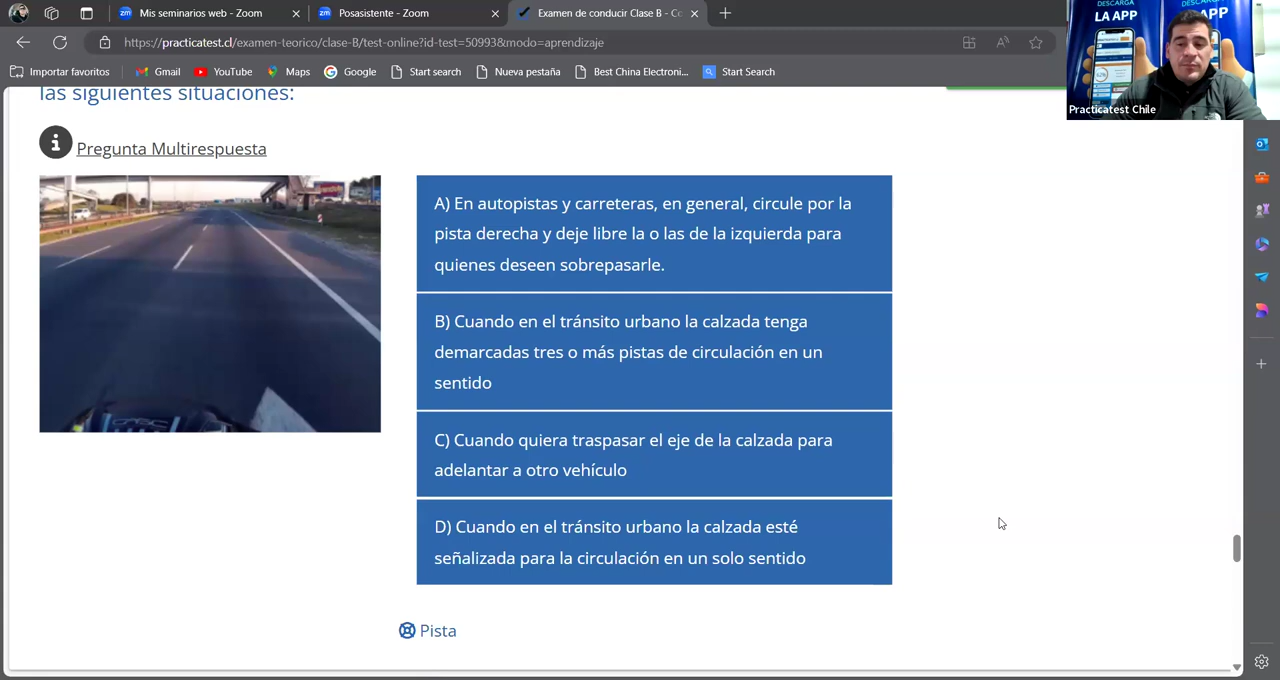 Mis seminarios web - Zoom
Posasistente - Zoom
Examen de conducir Clase B - Co
https://practicatest.cl/examen-teorico/clase-B/test-online?id-test=50993&modo=aprendizaje
Importar favoritos
Gmail
YouTube
Maps
Google
Start search
Nueva pestaña
Best China Electroni...
Start Search
DESCARGA
LA APP
DESCARGA
APP
Practicatest Chile
las siguientes situaciones:
Pregunta Multirespuesta
A) En autopistas y carreteras, en general, circule por la
pista derecha y deje libre la o las de la izquierda para
quienes deseen sobrepasarle.
B) Cuando en el tránsito urbano la calzada tenga
demarcadas tres o más pistas de circulación en un
sentido
C) Cuando quiera traspasar el eje de la calzada para
adelantar a otro vehículo
D) Cuando en el tránsito urbano la calzada esté
señalizada para la circulación en un solo sentido
Pista